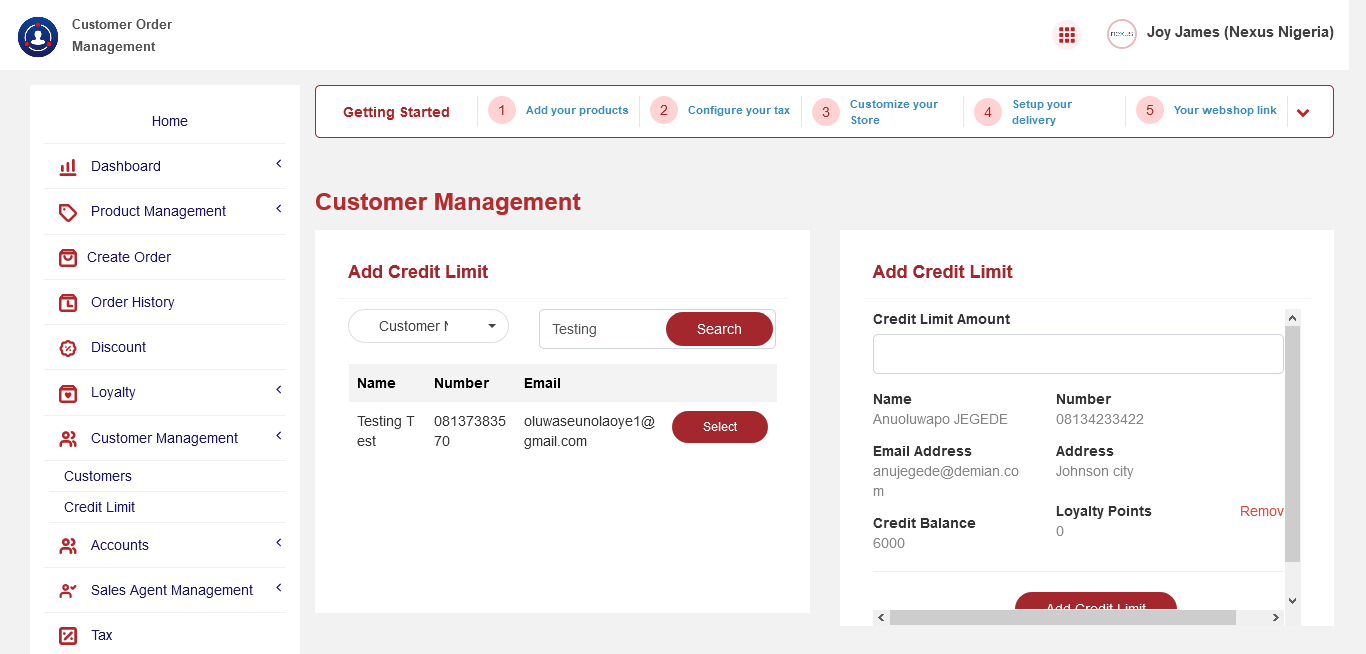 Customer Order
Management
nexus
Joy James (Nexus Nigeria)
Home
Dashboard
Product Management
Create Order
Order History
Discount
Loyalty
Customer Management
Customers
Credit Limit
Accounts
Sales Agent Management
Tax
Getting Started
1 Add your products
2 Configure your tax
3 Customize your
Store
4 Setup your
delivery
5 Your webshop link
Customer Management
Add Credit Limit
Customer N
Testing
Search
Name Number Email
Testing T 081373835 oluwaseunolaoye1@
est 70 gmail.com
Select
Add Credit Limit
Credit Limit Amount
Name Number
Anuoluwapo JEGEDE 08134233422
Email Address Address
anujegede@demian.co Johnson city
m
Loyalty Points Remov
0
Credit Balance
6000
Add Credit Limit